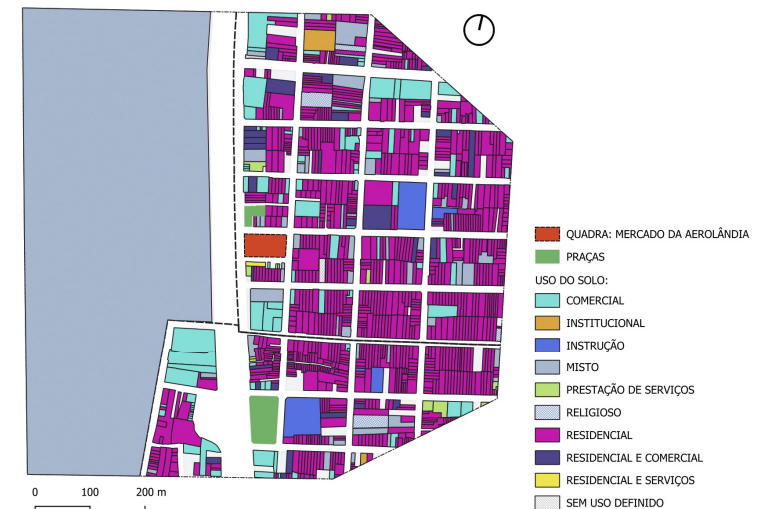 QUADRA: MERCADO DA AEROLÂNDIA
PRAÇAS
USO DO SOLO:
COMERCIAL
INSTITUCIONAL
INSTRUÇÃO
MISTO
PRESTAÇÃO DE SERVIÇOS
RELIGIOSO
RESIDENCIAL
RESIDENCIAL E COMERCIAL
RESIDENCIAL E SERVIÇOS
SEM USO DEFINIDO
0 100 200 m